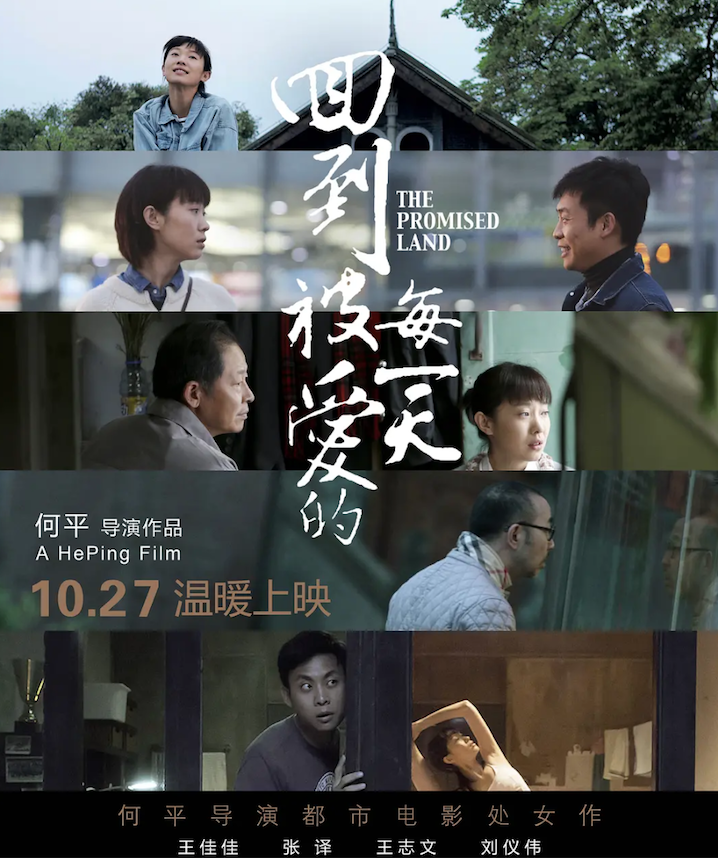 回到被爱的
每一天
THE
PROMISED
LAND
何平 导演作品
A HePing Film
10.27 温暖上映
何平导演都市电影处女作
王佳佳 张译 王志文 刘仪伟